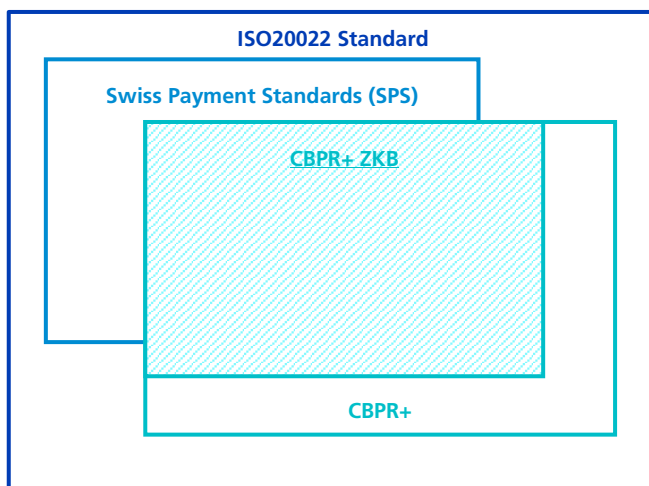 ISO20022 Standard
Swiss Payment Standards (SPS)
CBPR+ ZKB
CBPR+